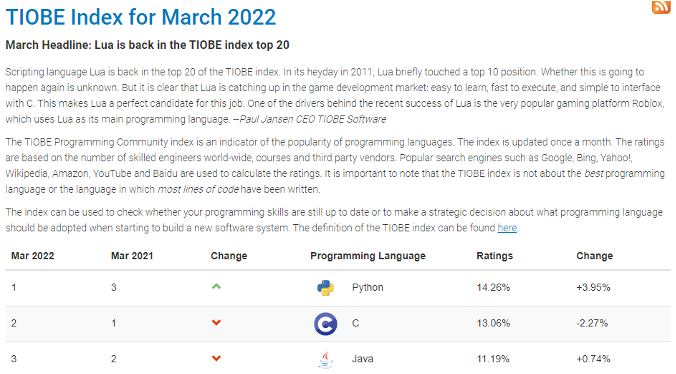 TIOBE Index for March 2022
March Headline: Lua is back in the TIOBE index top 20
Scripting language Lua is back in the top 20 of the TIOBE index. In its heyday in 2011, Lua briefly touched a top 10 position. Whether this is going to
happen again is unknown. But it is clear that Lua is catching up in the game development market: easy to learn, fast to execute, and simple to interface
with C. This makes Lua a perfect candidate for this job. One of the drivers behind the recent success of Lua is the very popular gaming platform Roblox,
which uses Lua as its main programming language. --Paul Jansen CEO TIOBE Software
The TIOBE Programming Community index is an indicator of the popularity of programming languages. The index is updated once a month. The ratings
are based on the number of skilled engineers world-wide, courses and third party vendors. Popular search engines such as Google, Bing, Yahoo!,
Wikipedia, Amazon, YouTube and Baidu are used to calculate the ratings. It is important to note that the TIOBE index is not about the best programming
language or the language in which most lines of code have been written.
The index can be used to check whether your programming skills are still up to date or to make a strategic decision about what programming language
should be adopted when starting to build a new software system. The definition of the TIOBE index can be found here.
Mar 2022 Mar 2021 Change Programming Language Ratings Change
1 3 Python 14.26% +3.95%
2 1 C 13.06% -2.27%
3 2 Java 11.19% +0.74%